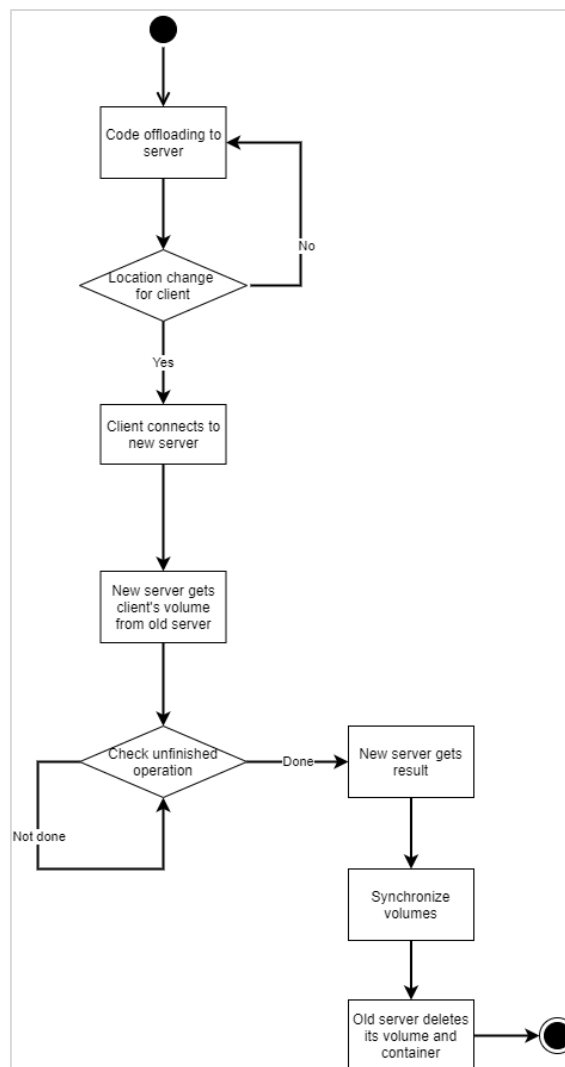 Code offloading to
server
Location change
for client
No
Yes
Client connects to
new server
New server gets
client's volume
from old server
Check unfinished
operation
Done
Not done
New server gets
result
Synchronize
volumes
Old server deletes
its volume and
container